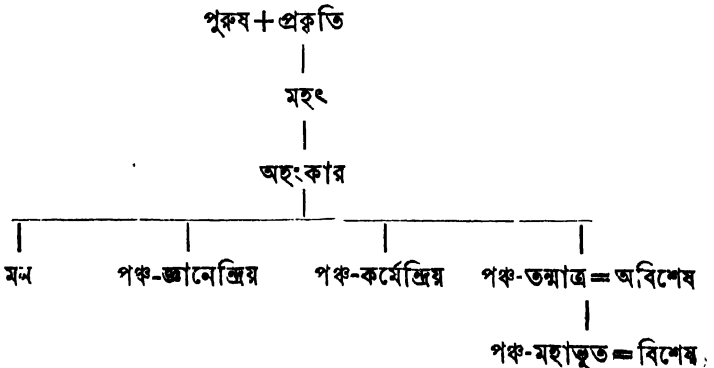 পুরুষ + প্রকৃতি
মহৎ
অহংকার
মন পঞ্চ-জ্ঞানেন্দ্রিয় পঞ্চ-কর্মেন্দ্রিয় পঞ্চ-তন্মাত্র = অবিশেষ
পঞ্চ-মহাভূত = বিশেষ